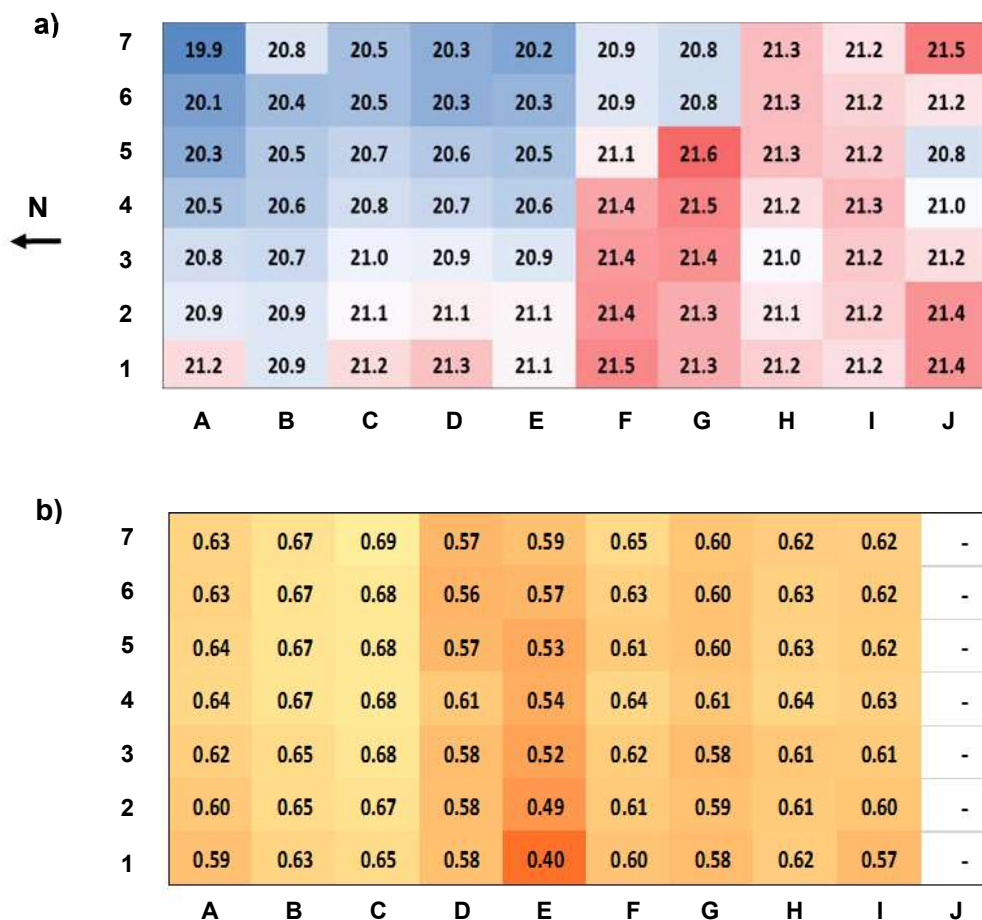 a)
7 19.9 20.8 20.5 20.3 20.2 20.9 20.8 21.3 21.2 21.5
6 20.1 20.4 20.5 20.3 20.3 20.9 20.8 21.3 21.2 21.2
5 20.3 20.5 20.7 20.6 20.5 21.1 21.6 21.3 21.2 20.8
N
4 20.5 20.6 20.8 20.7 20.6 21.4 21.5 21.2 21.3 21.0
3 20.8 20.7 21.0 20.9 20.9 21.4 21.4 21.0 21.2 21.2
2 20.9 20.9 21.1 21.1 21.1 21.4 21.3 21.1 21.2 21.4
1 21.2 20.9 21.2 21.3 21.1 21.5 21.3 21.2 21.2 21.4
A B C D E F G H I J
b)
7 0.63 0.67 0.69 0.57 0.59 0.65 0.60 0.62 0.62 -
6 0.63 0.67 0.68 0.56 0.57 0.63 0.60 0.63 0.62 -
5 0.64 0.67 0.68 0.57 0.53 0.61 0.60 0.63 0.62 -
4 0.64 0.67 0.68 0.61 0.54 0.64 0.61 0.64 0.63 -
3 0.62 0.65 0.68 0.58 0.52 0.62 0.58 0.61 0.61 -
2 0.60 0.65 0.67 0.58 0.49 0.61 0.59 0.61 0.60 -
1 0.59 0.63 0.65 0.58 0.40 0.60 0.58 0.62 0.57 -
A B C D E F G H I J